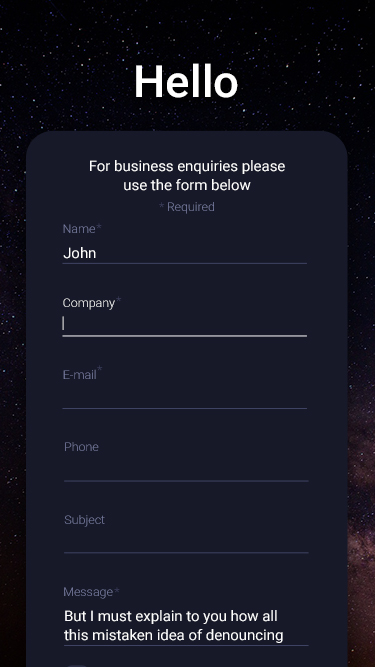 Hello
For business enquiries please
use the form below
* Required
Name*
John
Company*
E-mail*
Phone
Subject
Message*
But I must explain to you how all
this mistaken idea of denouncing